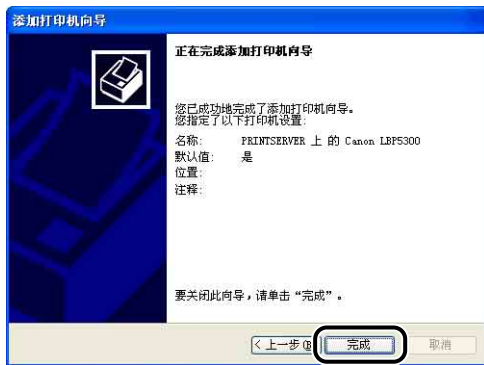 添加打印机向导
正在完成添加打印机向导
您已成功地完成了添加打印机向导。
您指定了以下打印机设置:
名称: PRINTSERVER 上 的 Canon LBP5300
默认值: 是
位置:
注释:
要关闭此向导，请单击“完成”。
< 上一步(B) 完成 取消